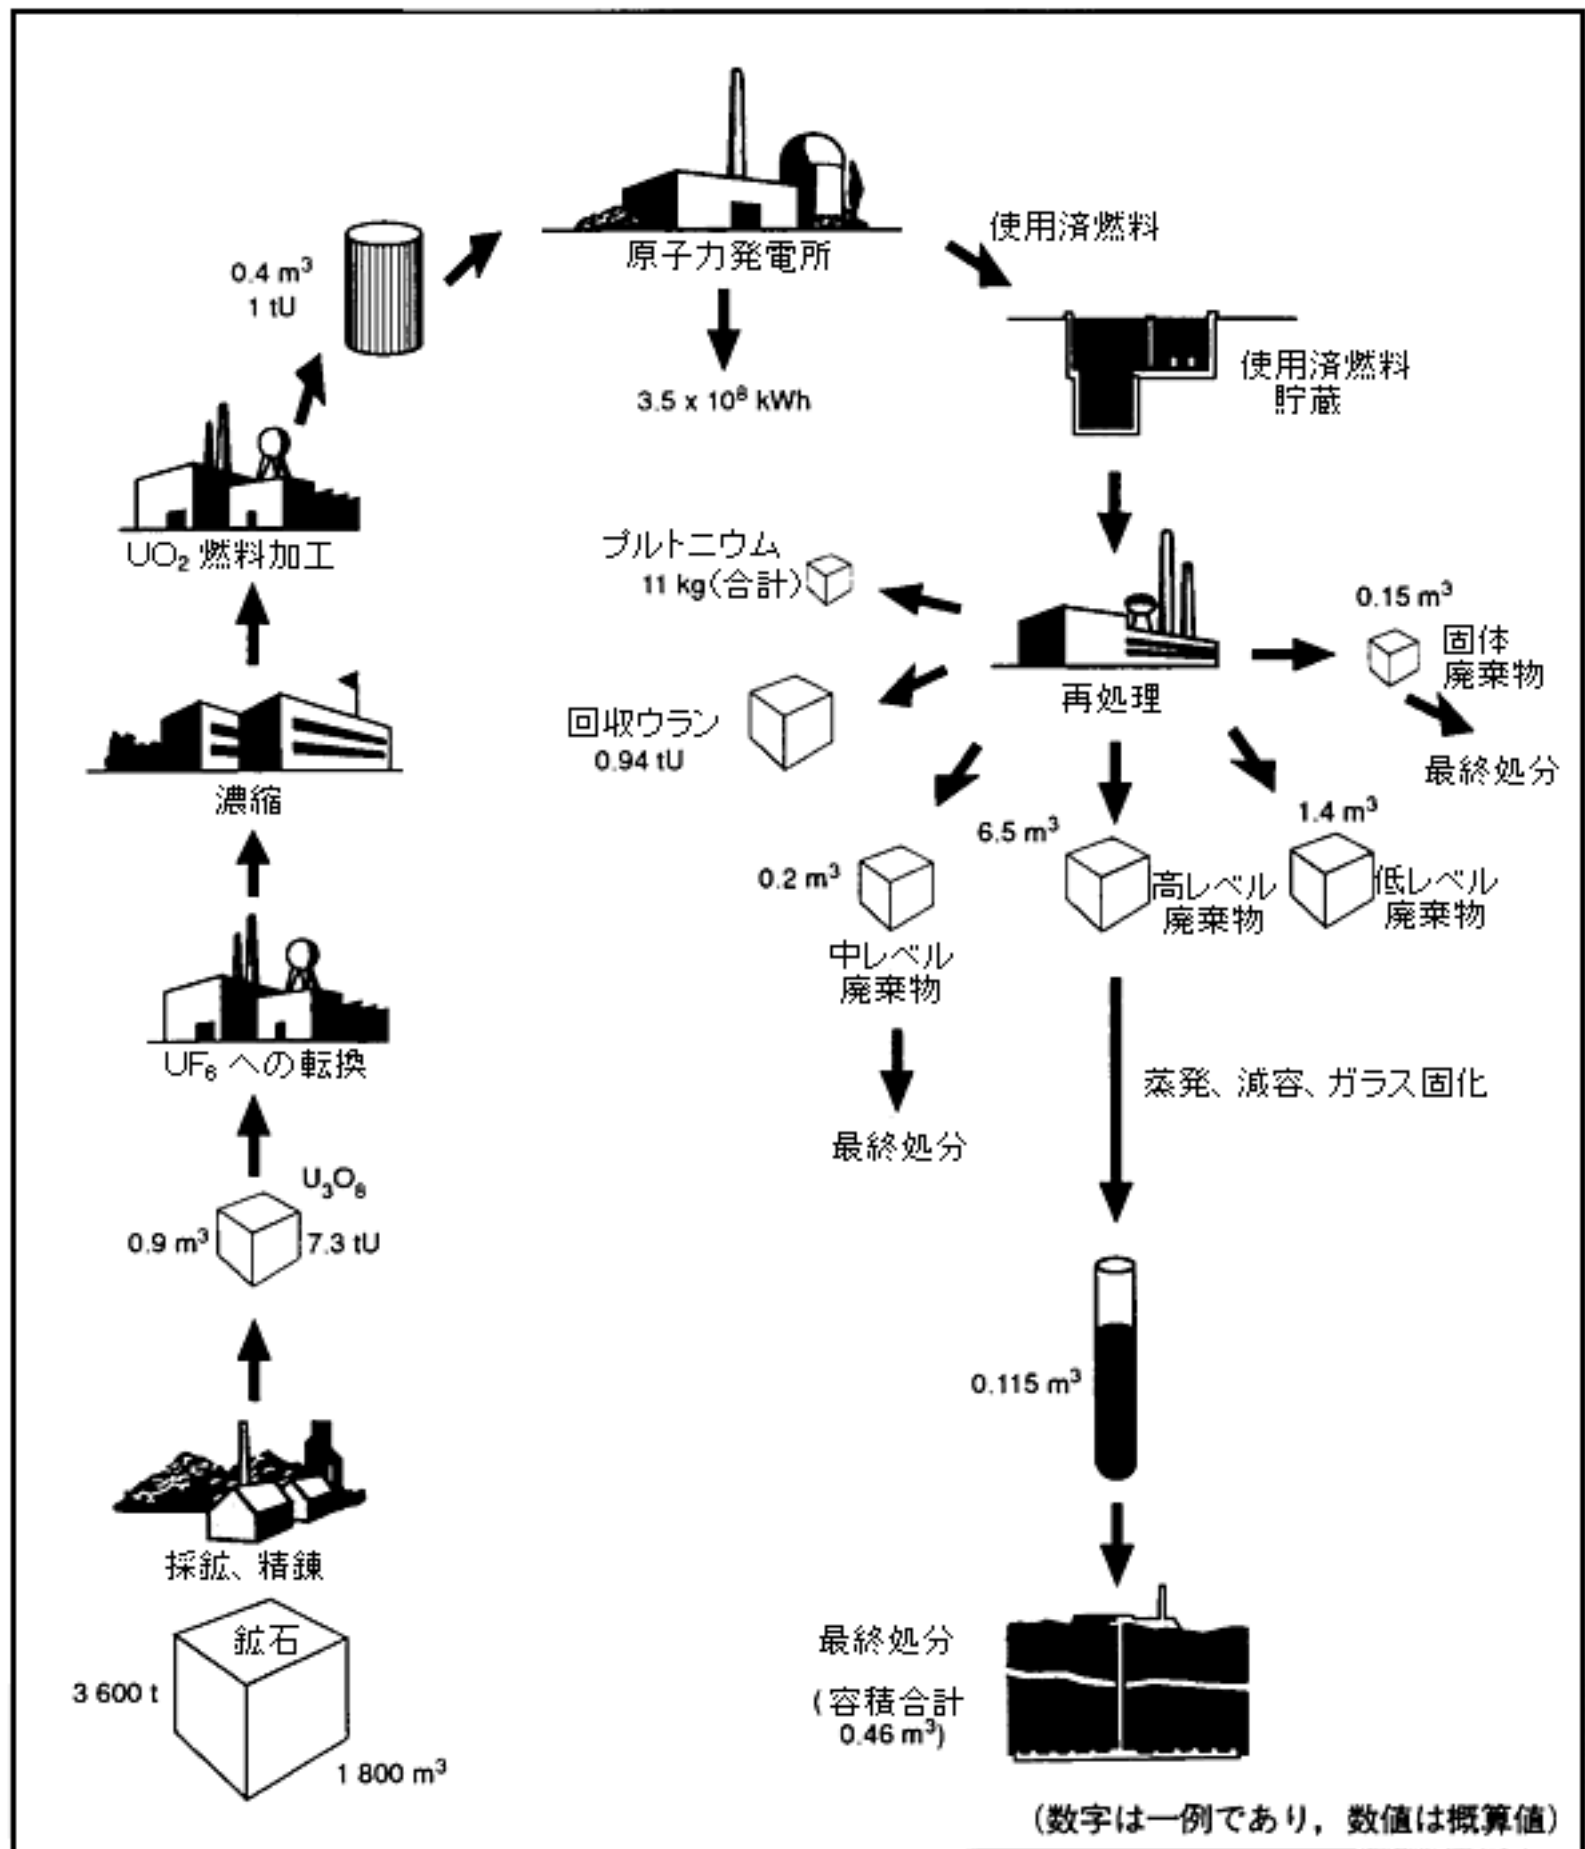 原子力発電所
3.5 x 10⁸ kWh
使用済燃料
使用済燃料
貯蔵
0.4 m³
1 tU
UO₂ 燃料加工
濃縮
UF₆ への転換
U₃O₈
0.9 m³
7.3 tU
採鉱、精錬
鉱石
3 600 t
1 800 m³
プルトニウム
11 kg(合計)
回収ウラン
0.94 tU
再処理
0.15 m³
固体
廃棄物
最終処分
0.2 m³
中レベル
廃棄物
最終処分
6.5 m³
高レベル
廃棄物
1.4 m³
低レベル
廃棄物
蒸発、減容、ガラス固化
0.115 m³
最終処分
(容積合計
0.46 m³)
(数字は一例であり，数値は概算値)